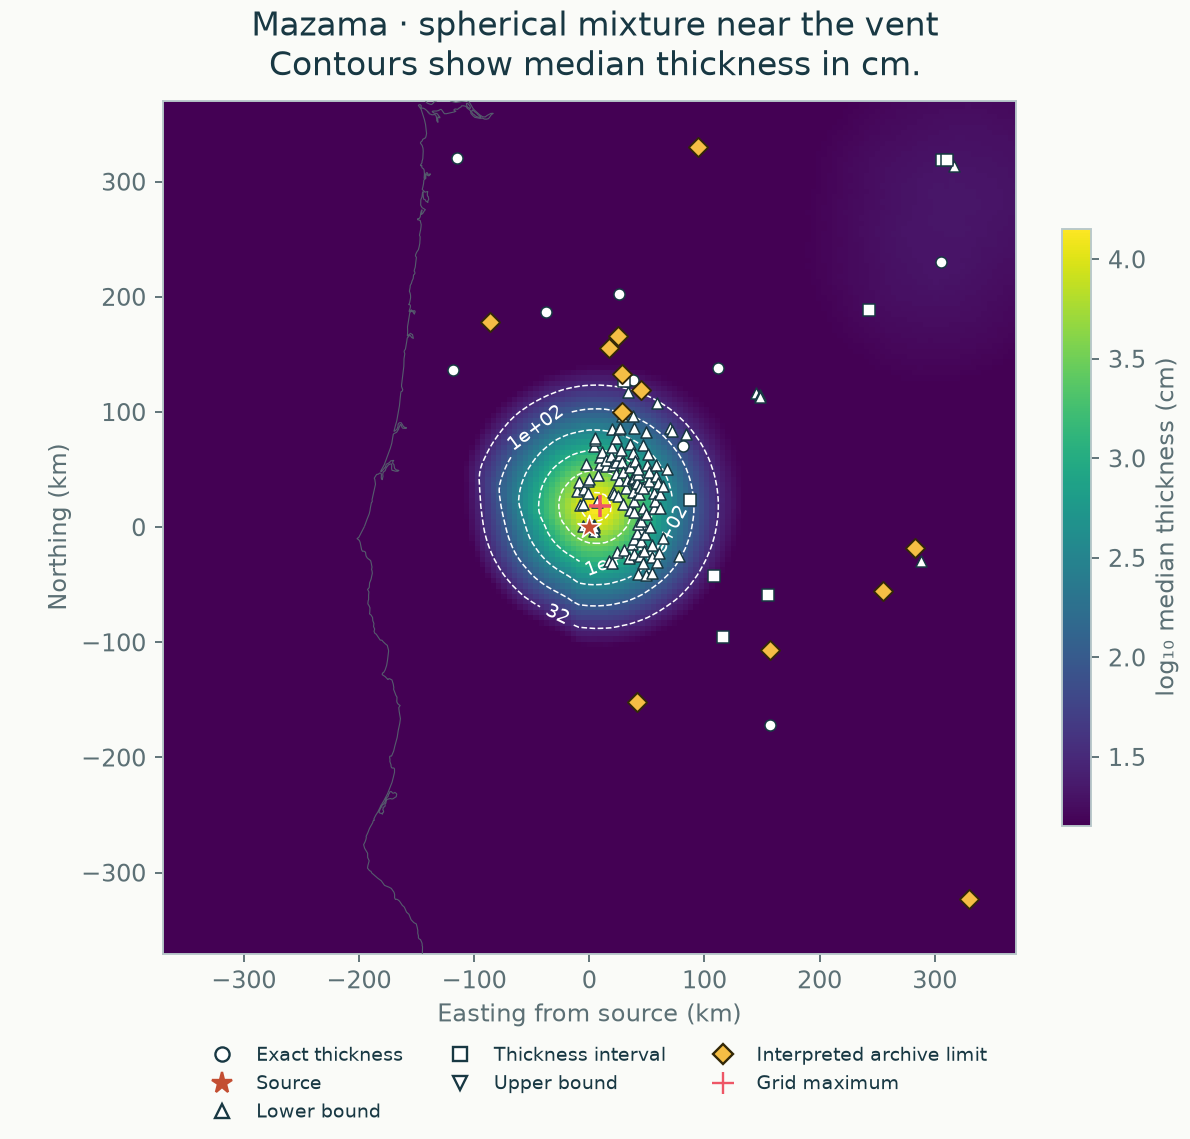 Mazama · spherical mixture near the vent
Contours show median thickness in cm.
300
200
100
0
−100
−200
−300
Northing (km)
1e+02
32
−300
−200
−100
0
100
200
300
Easting from source (km)
4.0
3.5
3.0
2.5
2.0
1.5
log₁₀ median thickness (cm)
Exact thickness
Source
Lower bound
Thickness interval
Upper bound
Interpreted archive limit
Grid maximum